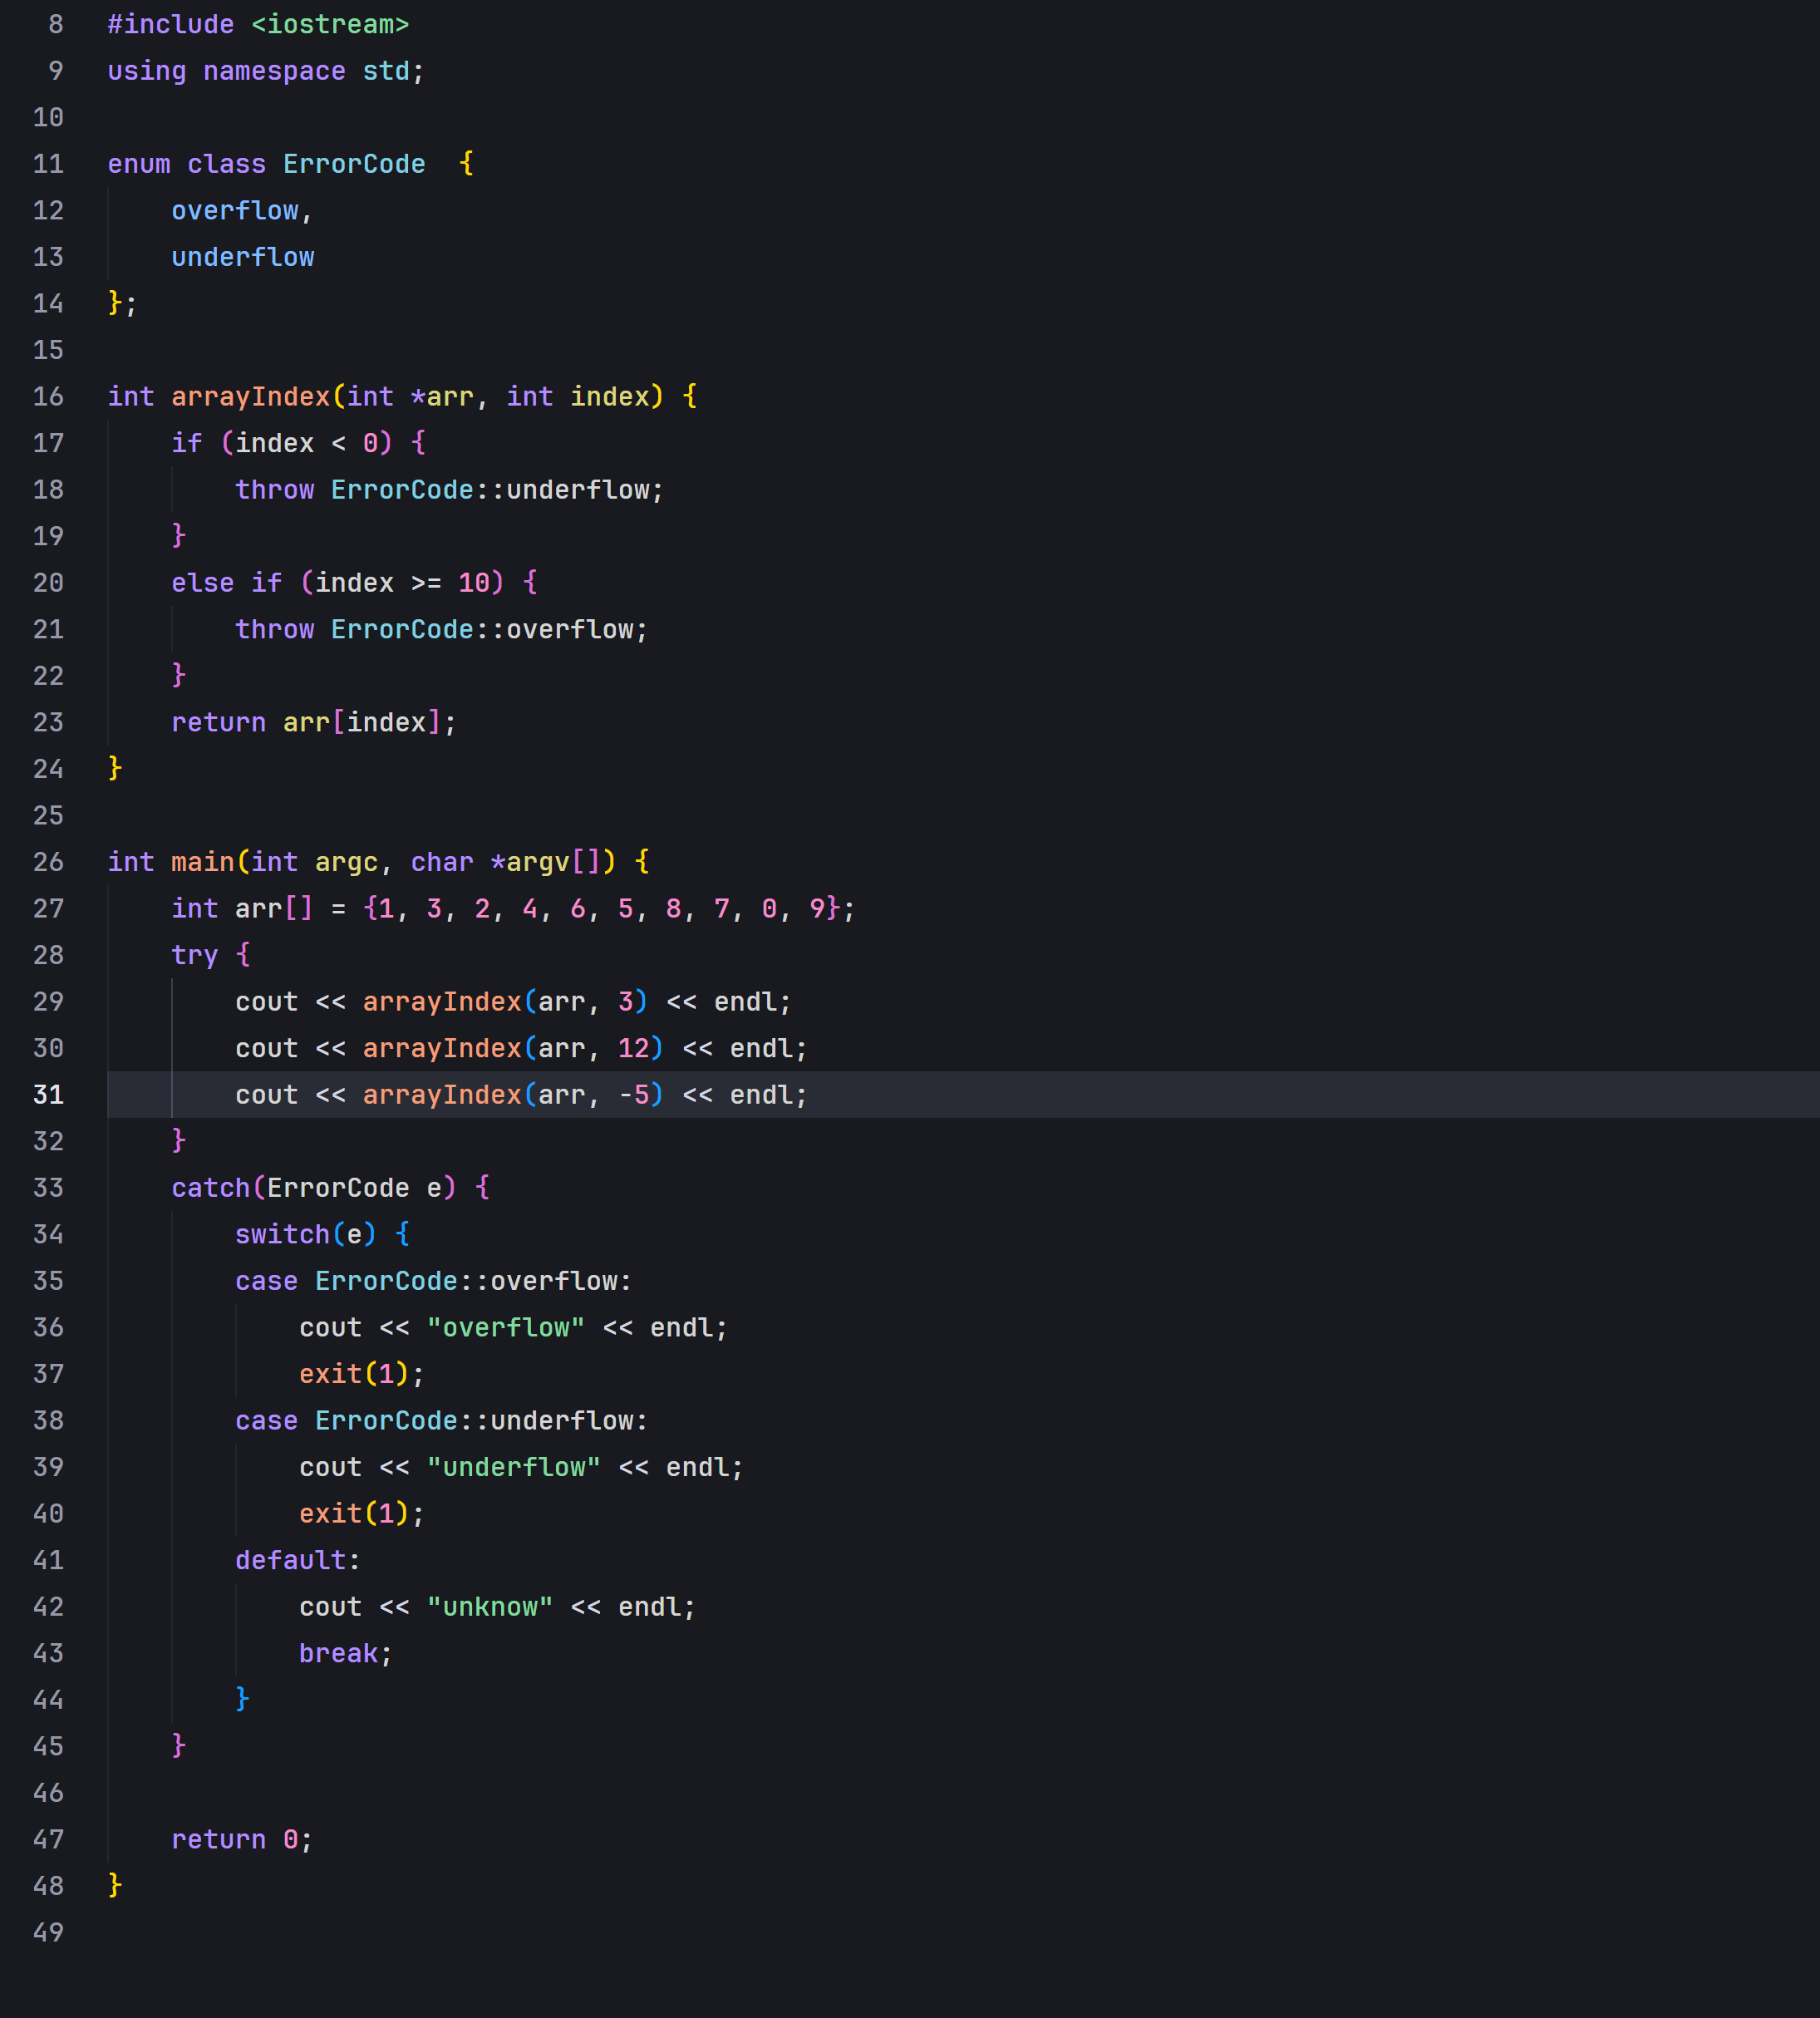 8 #include <iostream>
9 using namespace std;
10
11 enum class ErrorCode  {
12     overflow,
13     underflow
14 };
15
16 int arrayIndex(int *arr, int index) {
17     if (index < 0) {
18         throw ErrorCode::underflow;
19     }
20     else if (index >= 10) {
21         throw ErrorCode::overflow;
22     }
23     return arr[index];
24 }
25
26 int main(int argc, char *argv[]) {
27     int arr[] = {1, 3, 2, 4, 6, 5, 8, 7, 0, 9};
28     try {
29         cout << arrayIndex(arr, 3) << endl;
30         cout << arrayIndex(arr, 12) << endl;
31         cout << arrayIndex(arr, -5) << endl;
32     }
33     catch(ErrorCode e) {
34         switch(e) {
35         case ErrorCode::overflow:
36             cout << "overflow" << endl;
37             exit(1);
38         case ErrorCode::underflow:
39             cout << "underflow" << endl;
40             exit(1);
41         default:
42             cout << "unknow" << endl;
43             break;
44         }
45     }
46
47     return 0;
48 }
49